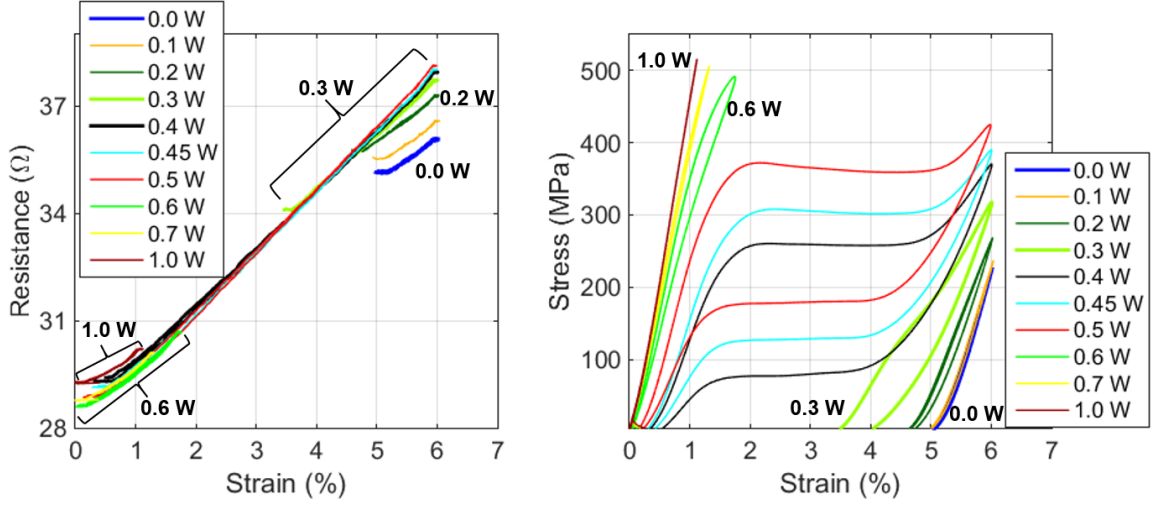 0.0 W
0.1 W
0.2 W
0.3 W
0.4 W
0.45 W
0.5 W
0.6 W
0.7 W
1.0 W
0.3 W
0.2 W
0.0 W
1.0 W
0.6 W
37
34
31
28
0 1 2 3 4 5 6 7
Resistance (Ω)
Strain (%)
1.0 W
0.6 W
0.3 W
0.0 W
500
400
300
200
100
0 1 2 3 4 5 6 7
Stress (MPa)
Strain (%)
0.0 W
0.1 W
0.2 W
0.3 W
0.4 W
0.45 W
0.5 W
0.6 W
0.7 W
1.0 W